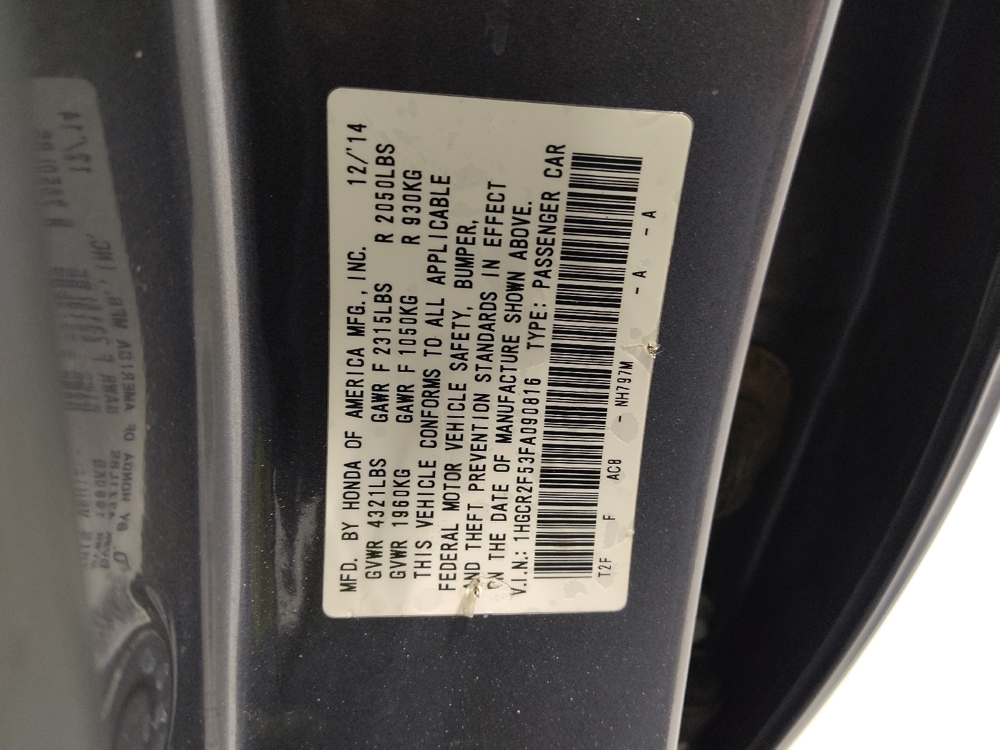 MFD. BY HONDA OF AMERICA MFG., INC. 12/'14
GVWR 4321LBS GAWR F 2315LBS R 2050LBS
GVWR 1960KG GAWR F 1050KG R 930KG
THIS VEHICLE CONFORMS TO ALL APPLICABLE
FEDERAL MOTOR VEHICLE SAFETY, BUMPER,
AND THEFT PREVENTION STANDARDS IN EFFECT
ON THE DATE OF MANUFACTURE SHOWN ABOVE.
V.I.N.: 1HGCR2F53FA090816 TYPE: PASSENGER CAR
T2F F AC8 - NH797M - A - A